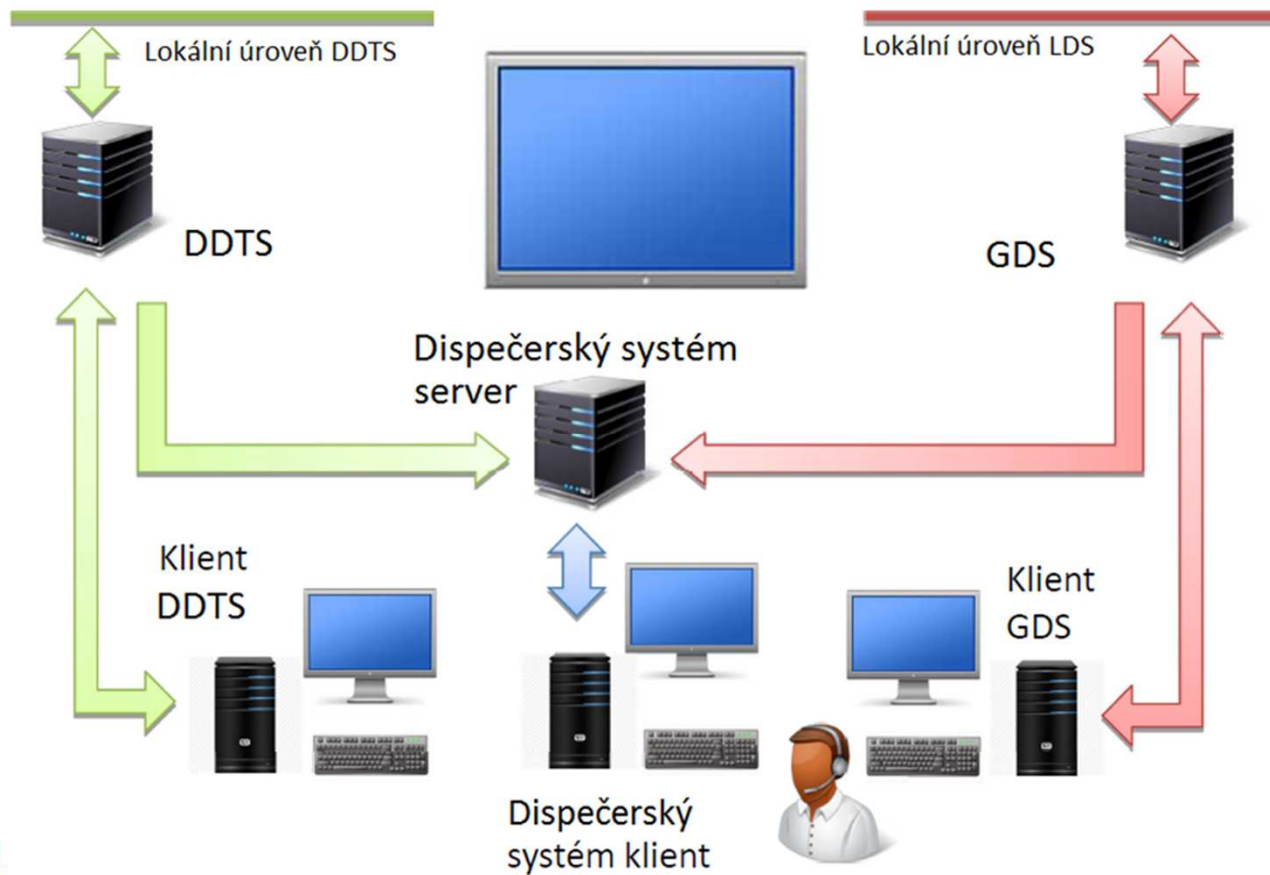 Lokální úroveň DDTS
Lokální úroveň LDS
DDTS
GDS
Dispečerský systém
server
Klient
DDTS
Klient
GDS
Dispečerský
systém klient